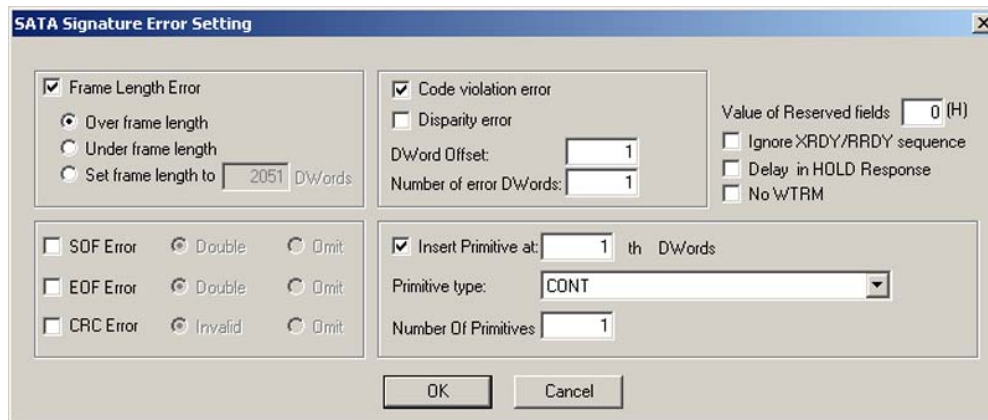 SATA Signature Error Setting
Frame Length Error
Over frame length
Under frame length
Set frame length to 2051 DWords
Code violation error
Disparity error
DWord Offset: 1
Number of error DWords: 1
Value of Reserved fields 0 (H)
Ignore XRDY/RRDY sequence
Delay in HOLD Response
No WTRM
SOF Error Double Omit
EOF Error Double Omit
CRC Error Invalid Omit
Insert Primitive at: 1 th DWords
Primitive type: CONT
Number Of Primitives 1
OK Cancel